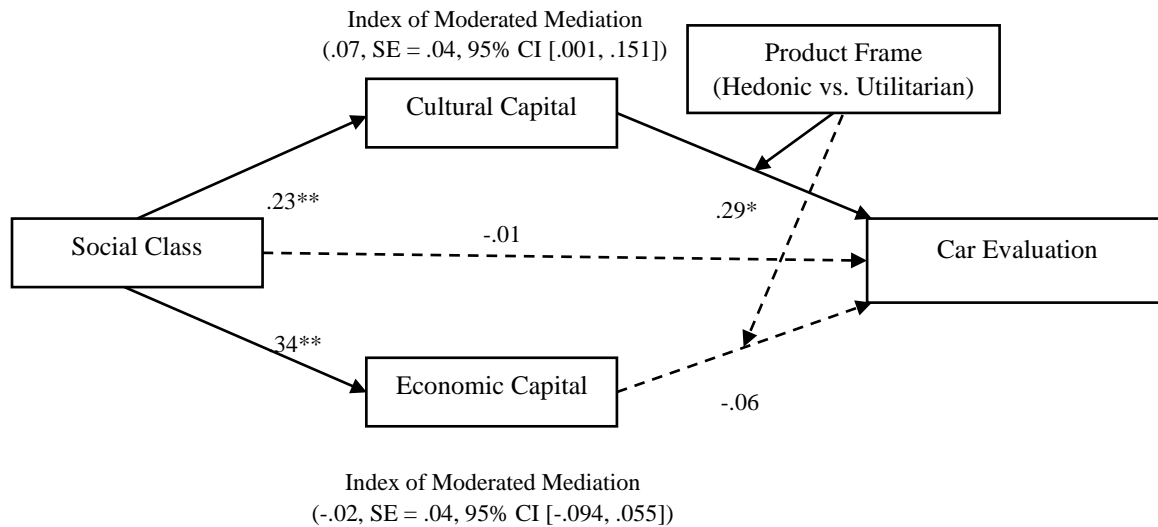 Index of Moderated Mediation
(.07, SE = .04, 95% CI [.001, .151])
Product Frame
(Hedonic vs. Utilitarian)
Cultural Capital
.23**
.29*
Social Class
-.01
Car Evaluation
.34**
Economic Capital
-.06
Index of Moderated Mediation
(-.02, SE = .04, 95% CI [-.094, .055])